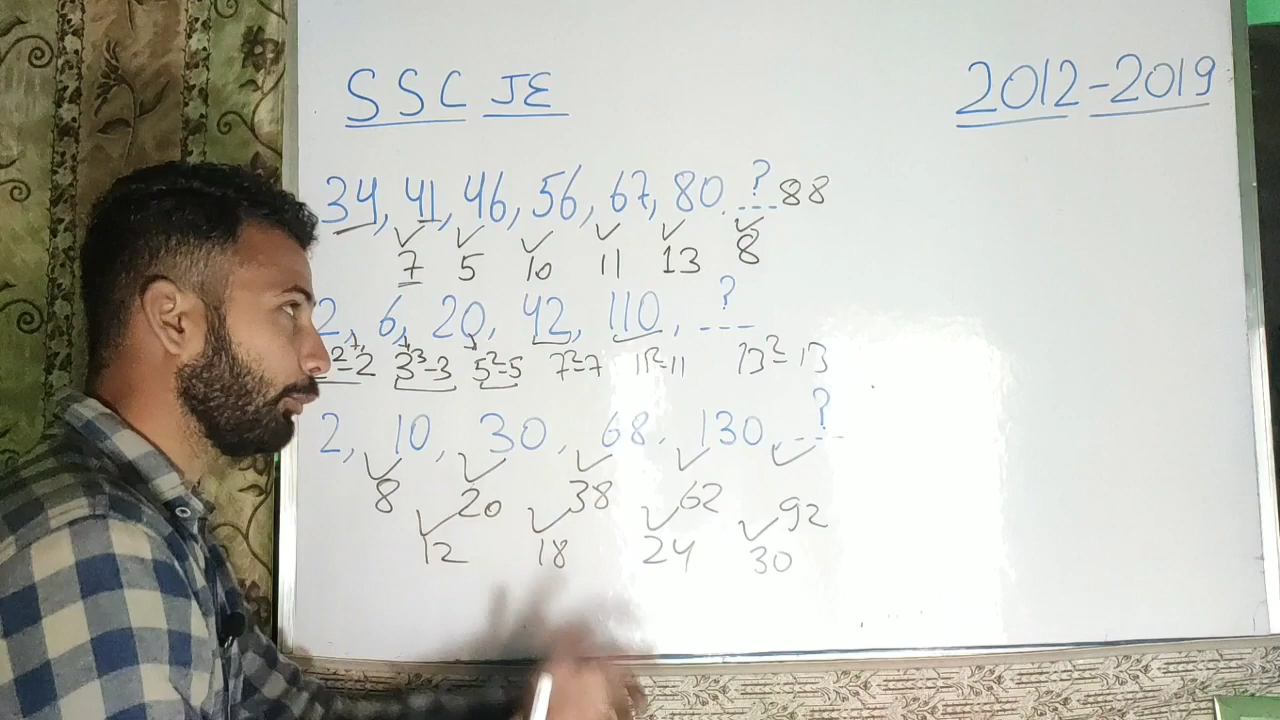 SSC JE
2012-2019
34, 41, 46, 56, 67, 80, ? 88
7 5 10 11 13 8
2, 6, 20, 42, 110, ?
2²-2 3³-3 5²-5 7²-7 11²-11 13²-13
2, 10, 30, 68, 130, ?
8 20 38 62 92
12 18 24 30